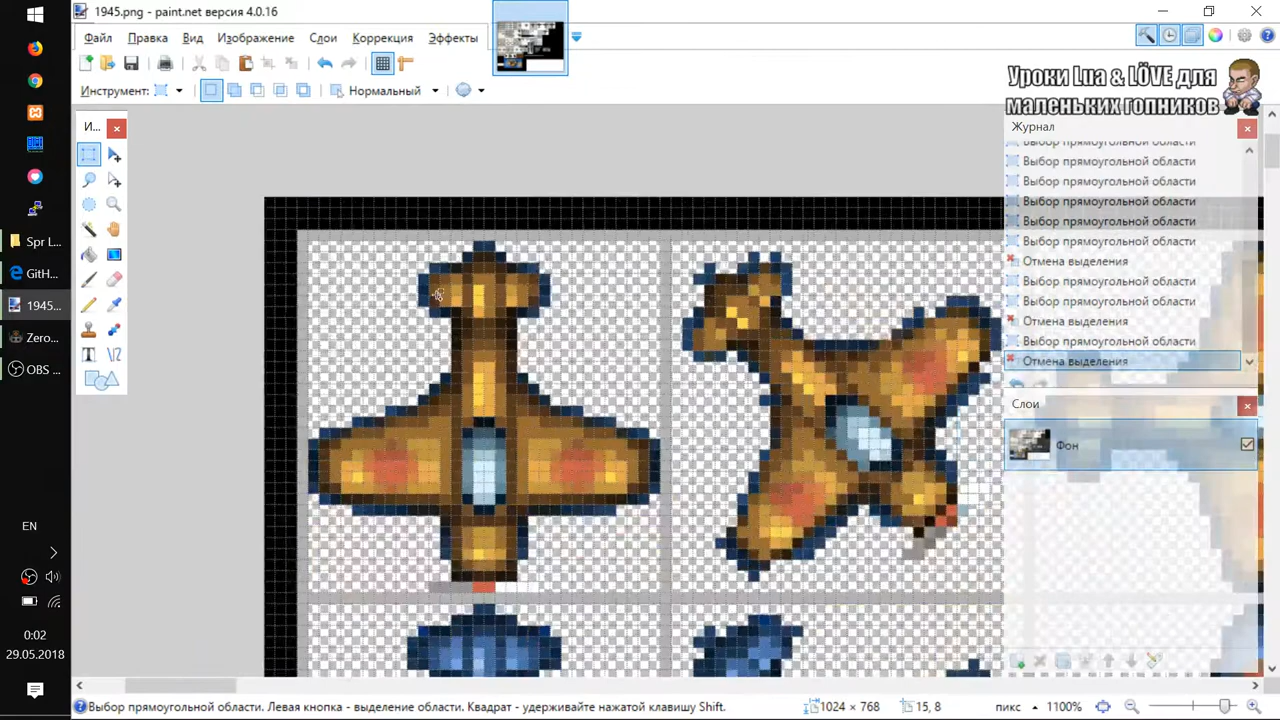 1945.png - paint.net версия 4.0.16
Файл Правка Вид Изображение Слои Коррекция Эффекты
Инструмент: Нормальный
Уроки Lua & LÖVE для
маленьких гопников
И...
Журнал
Выбор прямоугольной области
Выбор прямоугольной области
Выбор прямоугольной области
Выбор прямоугольной области
Выбор прямоугольной области
Выбор прямоугольной области
Отмена выделения
Выбор прямоугольной области
Выбор прямоугольной области
Отмена выделения
Выбор прямоугольной области
Отмена выделения
Слои
Фон
Spr L...
GitH...
1945...
Zero...
OBS ...
EN
0:02
29.05.2018
Выбор прямоугольной области. Левая кнопка - выделение области. Квадрат - удерживайте нажатой клавишу Shift. 1024 × 768 15, 8 пикс 1100%